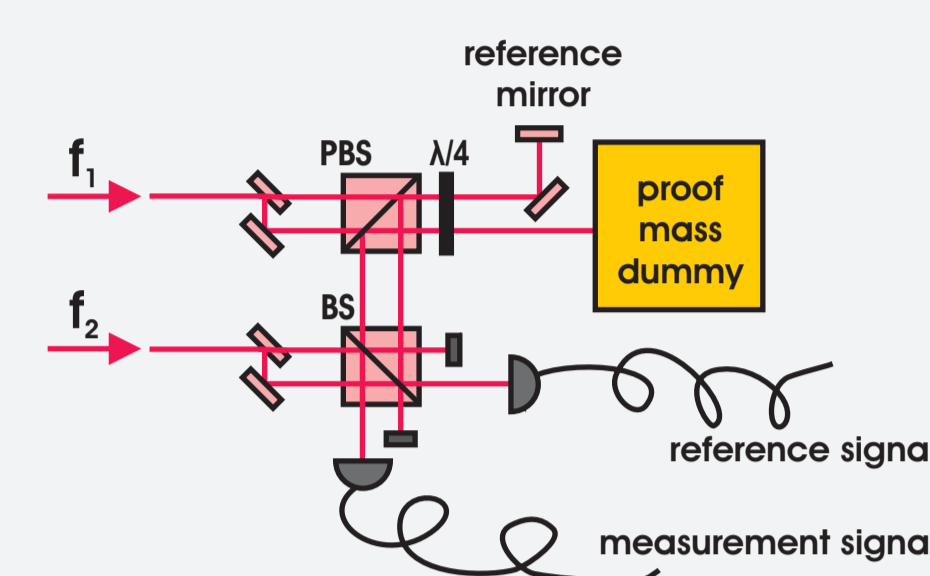 reference
mirror
f1
PBS
λ/4
proof
mass
dummy
f2
BS
reference signa
measurement signa